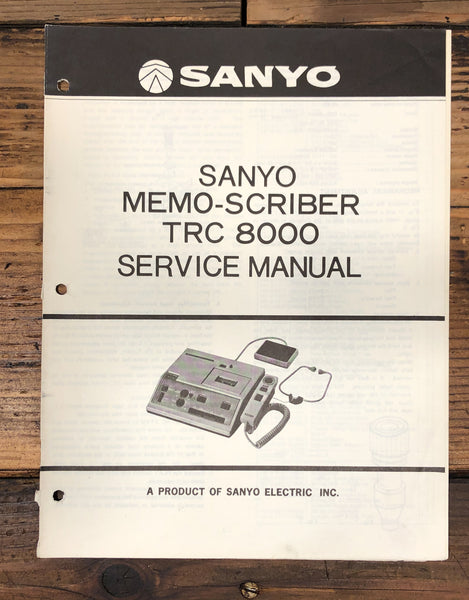 SANYO
SANYO
MEMO-SCRIBER
TRC 8000
SERVICE MANUAL
A PRODUCT OF SANYO ELECTRIC INC.